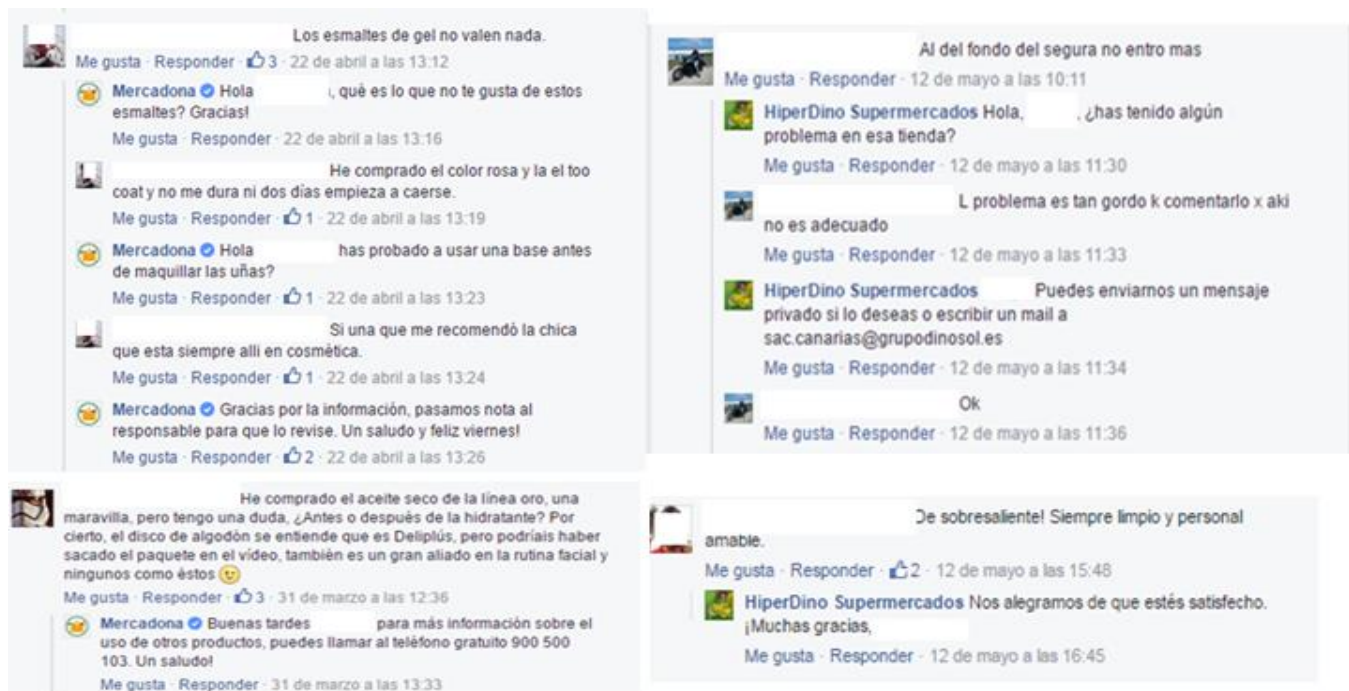 Los esmaltes de gel no valen nada.
Me gusta · Responder · 3 · 22 de abril a las 13:12
Mercadona Hola , què es lo que no te gusta de estos
esmaltes? Gracias!
Me gusta · Responder · 22 de abril a las 13:16
He comprado el color rosa y la el too
coat y no me dura ni dos días empieza a caerse.
Me gusta · Responder · 1 · 22 de abril a las 13:19
Mercadona Hola has probado a usar una base antes
de maquillar las uñas?
Me gusta · Responder · 1 · 22 de abril a las 13:23
Si una que me recomendò la chica
que esta siempre alli en cosmètica.
Me gusta · Responder · 1 · 22 de abril a las 13:24
Mercadona Gracias por la informaciòn, pasamos nota al
responsable para que lo revise. Un saludo y feliz viernes!
Me gusta · Responder · 2 · 22 de abril a las 13:26
Al del fondo del segura no entro mas
Me gusta · Responder · 12 de mayo a las 10:11
HiperDino Supermercados Hola, , ¿has tenido algún
problema en esa tienda?
Me gusta · Responder · 12 de mayo a las 11:30
L problema es tan gordo k comentarlo x aki
no es adecuado
Me gusta · Responder · 12 de mayo a las 11:33
HiperDino Supermercados Puedes enviarnos un mensaje
privado si lo deseas o escribir un mail a
sac.canarias@grupodinosol.es
Me gusta · Responder · 12 de mayo a las 11:34
Ok
Me gusta · Responder · 12 de mayo a las 11:36
He comprado el aceite seco de la línea oro, una
maravilla, pero tengo una duda, ¿Antes o despuès de la hidratante? Por
cierto, el disco de algodòn se entiende que es Deliplús, pero podríais haber
sacado el paquete en el vídeo, tambièn es un gran aliado en la rutina facial y
ningunos como èstos
Me gusta · Responder · 3 · 31 de marzo a las 12:36
Mercadona Buenas tardes para más información sobre el
uso de otros productos, puedes llamar al telèfono gratuito 900 500
103. Un saludo!
Me gusta · Responder · 31 de marzo a las 13:33
De sobresaliente! Siempre limpio y personal
amable.
Me gusta · Responder · 2 · 12 de mayo a las 15:48
HiperDino Supermercados Nos alegramos de que estés satisfecho.
¡Muchas gracias,
Me gusta · Responder · 12 de mayo a las 16:45